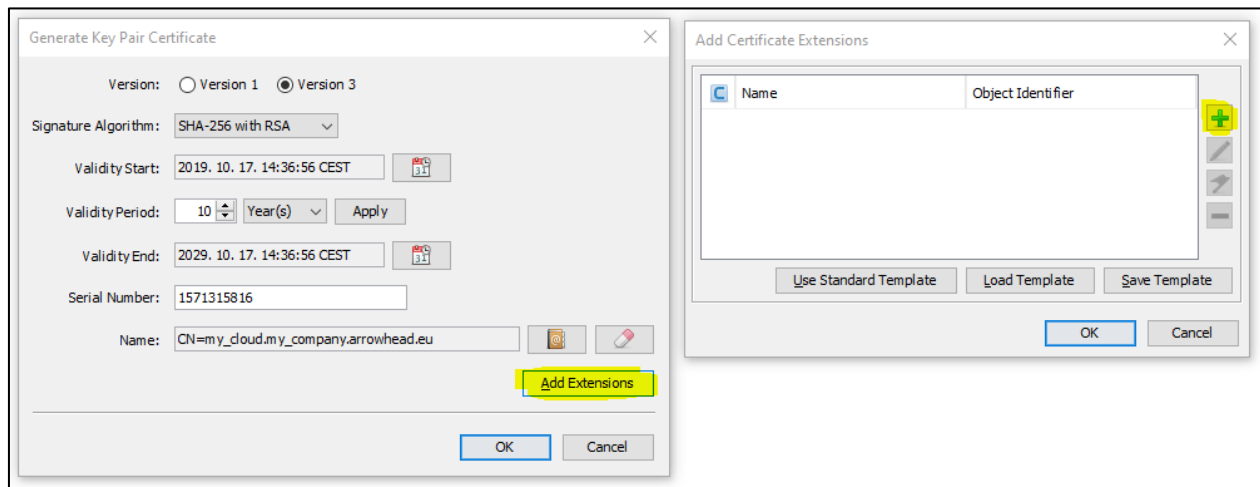 Generate Key Pair Certificate
Version: Version 1 Version 3
Signature Algorithm: SHA-256 with RSA
Validity Start: 2019. 10. 17. 14:36:56 CEST
Validity Period: 10 Year(s) Apply
Validity End: 2029. 10. 17. 14:36:56 CEST
Serial Number: 1571315816
Name: CN=my_cloud.my_company.arrowhead.eu
Add Extensions
OK Cancel
Add Certificate Extensions
C Name Object Identifier
Use Standard Template Load Template Save Template
OK Cancel